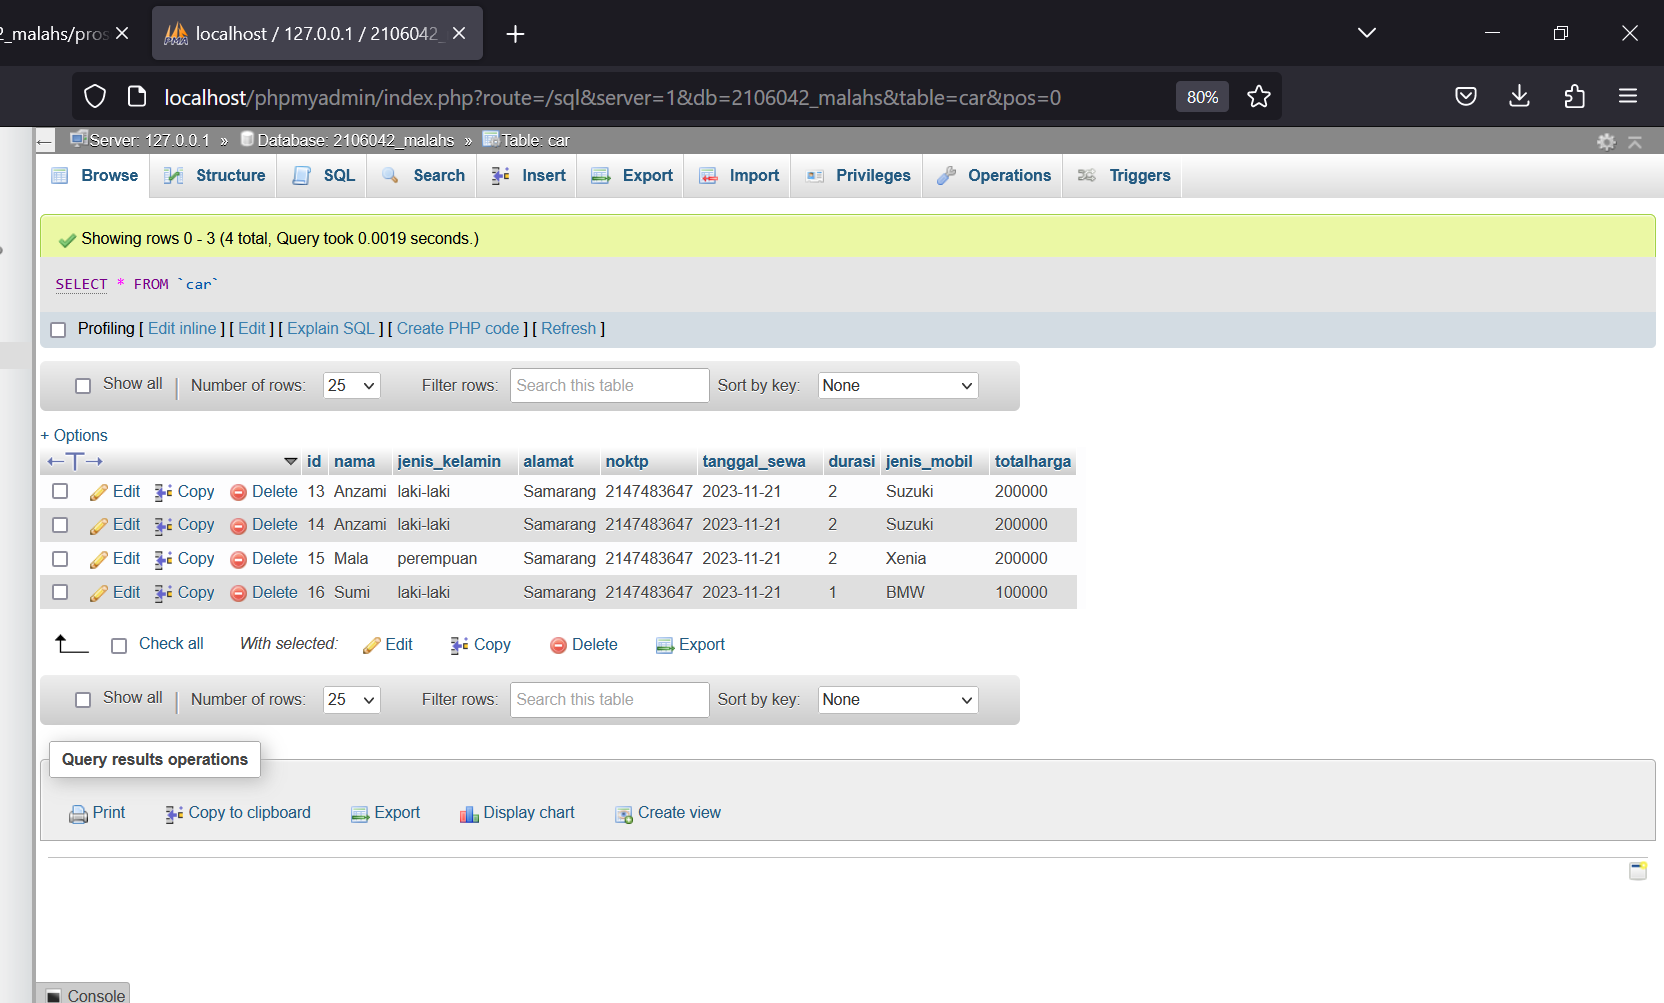 2_malahs/pros
localhost / 127.0.0.1 / 2106042_
localhost/phpmyadmin/index.php?route=/sql&server=1&db=2106042_malahs&table=car&pos=0 80%
Server: 127.0.0.1 » Database: 2106042_malahs » Table: car
Browse Structure SQL Search Insert Export Import Privileges Operations Triggers
Showing rows 0 - 3 (4 total, Query took 0.0019 seconds.)
SELECT * FROM `car`
Profiling [ Edit inline ] [ Edit ] [ Explain SQL ] [ Create PHP code ] [ Refresh ]
Show all | Number of rows: 25 Filter rows: Search this table Sort by key: None
+ Options
←T→ id nama jenis_kelamin alamat noktp tanggal_sewa durasi jenis_mobil totalharga
Edit Copy Delete 13 Anzami laki-laki Samarang 2147483647 2023-11-21 2 Suzuki 200000
Edit Copy Delete 14 Anzami laki-laki Samarang 2147483647 2023-11-21 2 Suzuki 200000
Edit Copy Delete 15 Mala perempuan Samarang 2147483647 2023-11-21 2 Xenia 200000
Edit Copy Delete 16 Sumi laki-laki Samarang 2147483647 2023-11-21 1 BMW 100000
Check all With selected: Edit Copy Delete Export
Show all | Number of rows: 25 Filter rows: Search this table Sort by key: None
Query results operations
Print Copy to clipboard Export Display chart Create view
Console